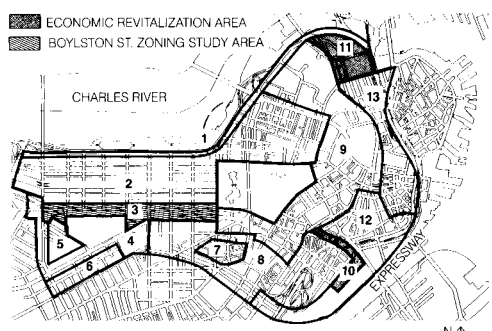 ECONOMIC REVITALIZATION AREA
BOYLSTON ST. ZONING STUDY AREA
11
CHARLES RIVER
13
1
9
2
3
12
4
5
7
8
6
10
EXPRESSWAY
N